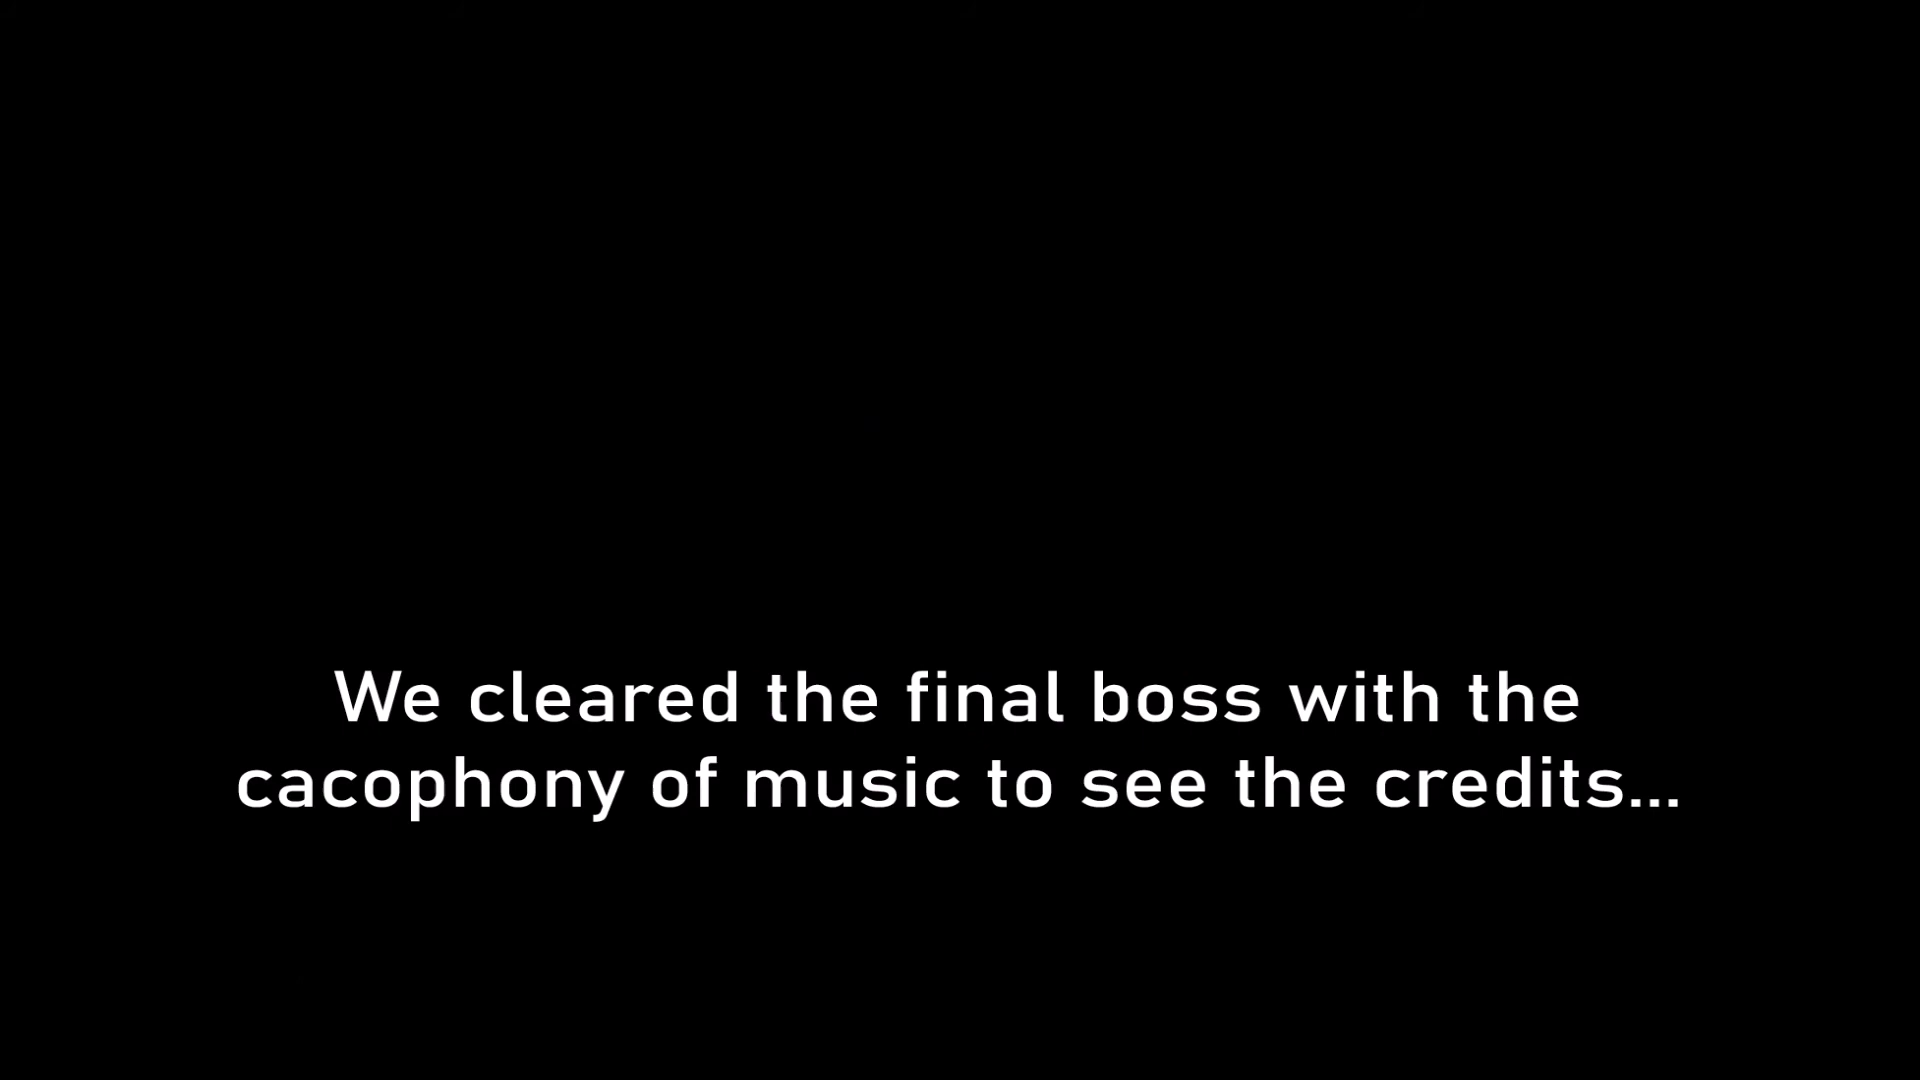 We cleared the final boss with the
cacophony of music to see the credits...